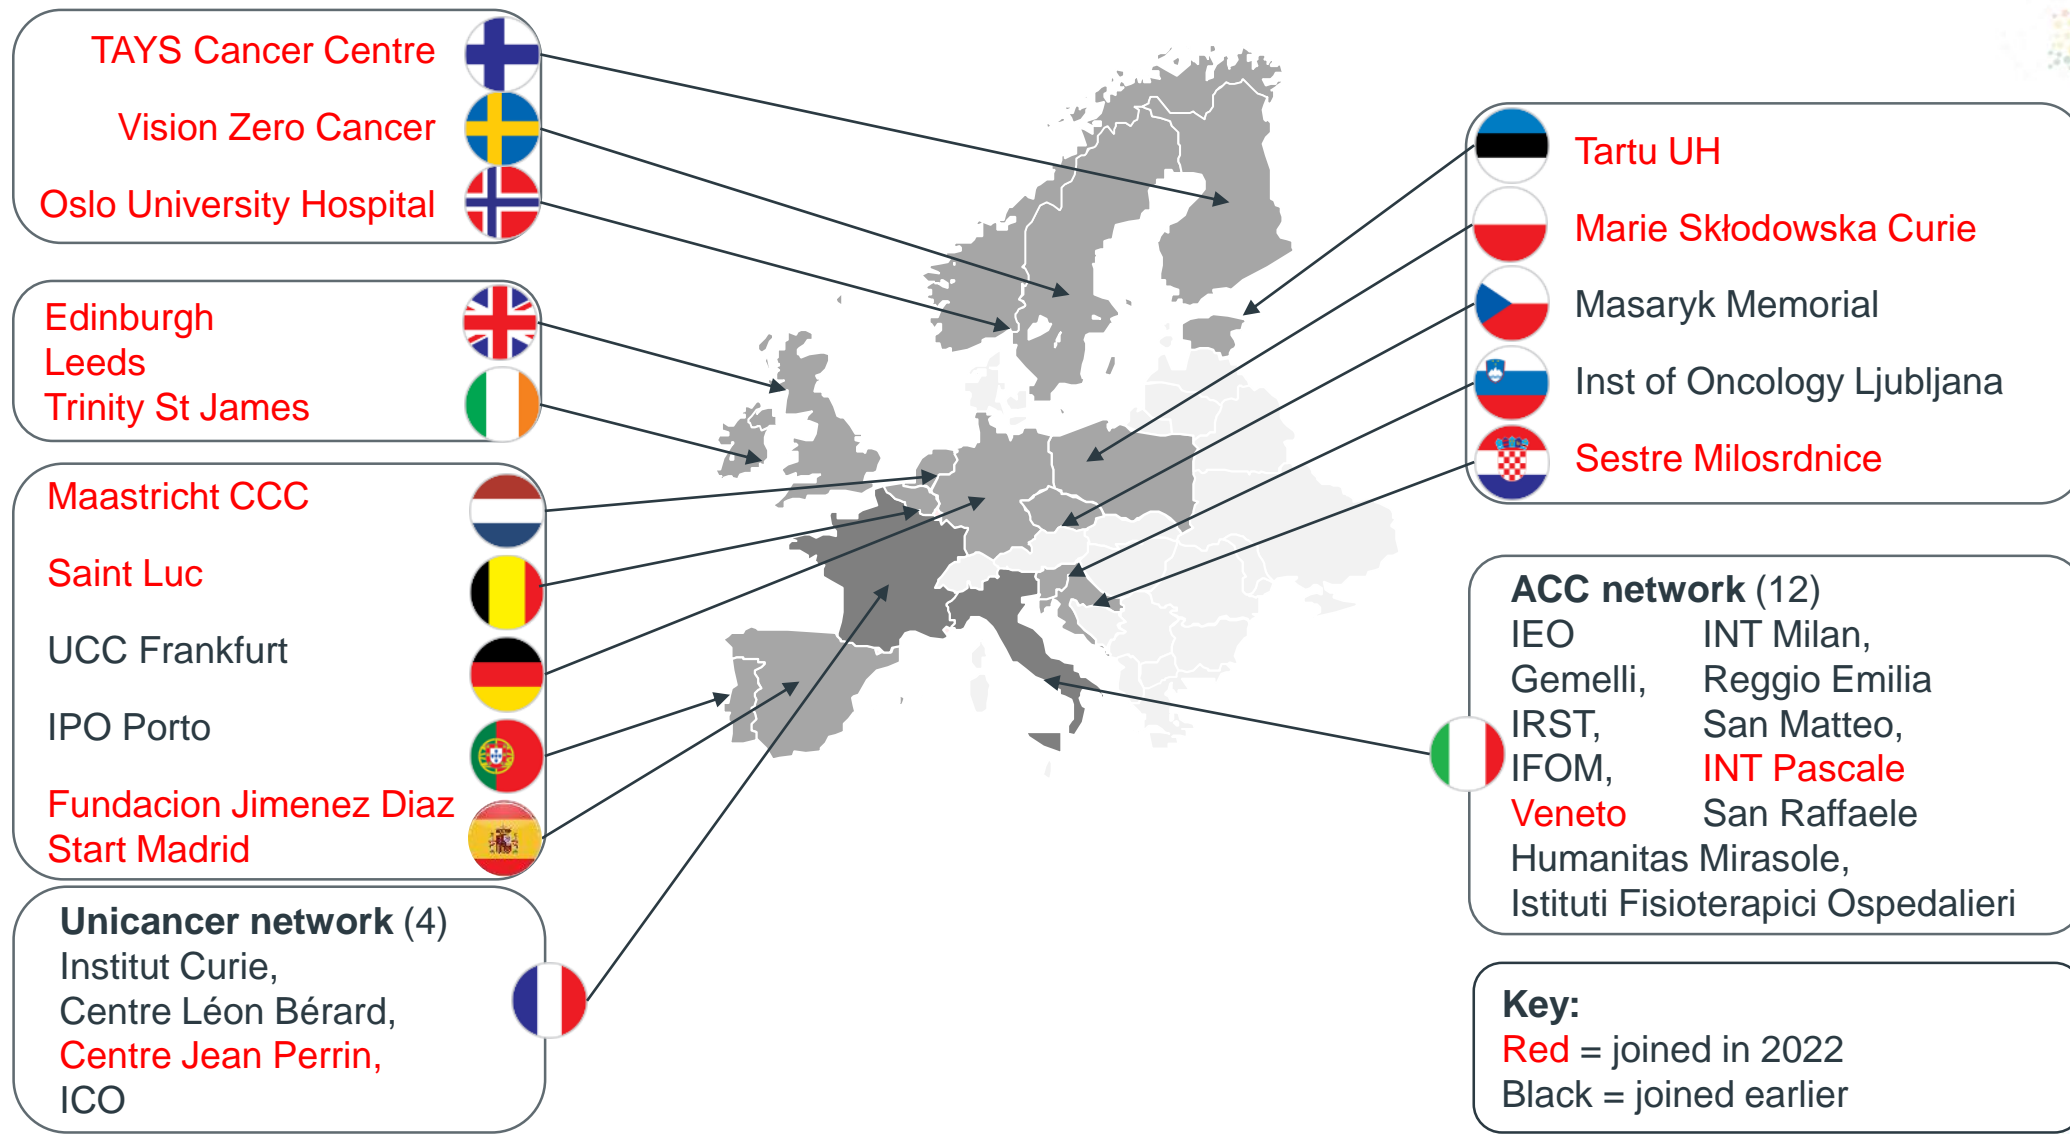 TAYS Cancer Centre
Vision Zero Cancer
Oslo University Hospital
Edinburgh
Leeds
Trinity St James
Maastricht CCC
Saint Luc
UCC Frankfurt
IPO Porto
Fundacion Jimenez Diaz
Start Madrid
Unicancer network (4)
Institut Curie,
Centre Léon Bérard,
Centre Jean Perrin,
ICO
Tartu UH
Marie Skłodowska Curie
Masaryk Memorial
Inst of Oncology Ljubljana
Sestre Milosrdnice
ACC network (12)
IEO INT Milan,
Gemelli, Reggio Emilia
IRST, San Matteo,
IFOM, INT Pascale
Veneto San Raffaele
Humanitas Mirasole,
Istituti Fisioterapici Ospedalieri
Key:
Red = joined in 2022
Black = joined earlier